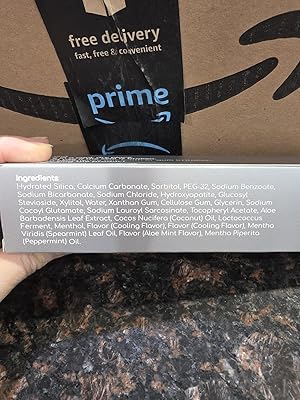 free delivery
fast, free & convenient
prime
Ingredients:
Hydrated Silica, Calcium Carbonate, Sorbitol, PEG-32, Sodium Benzoate,
Sodium Bicarbonate, Sodium Chloride, Hydroxyapatite, Glucosyl
Stevioside, Xylitol, Water, Xanthan Gum, Cellulose Gum, Glycerin, Sodium
Cocoyl Glutamate, Sodium Lauroyl Sarcosinate, Tocopheryl Acetate, Aloe
Barbadensis Leaf Extract, Cocos Nucifera (Coconut) Oil, Lactococcus
Ferment, Menthol, Flavor (Cooling Flavor), Flavor (Cooling Flavor), Mentha
Viridis (Spearmint) Leaf Oil, Flavor (Aloe Mint Flavor), Mentha Piperita
(Peppermint) Oil.